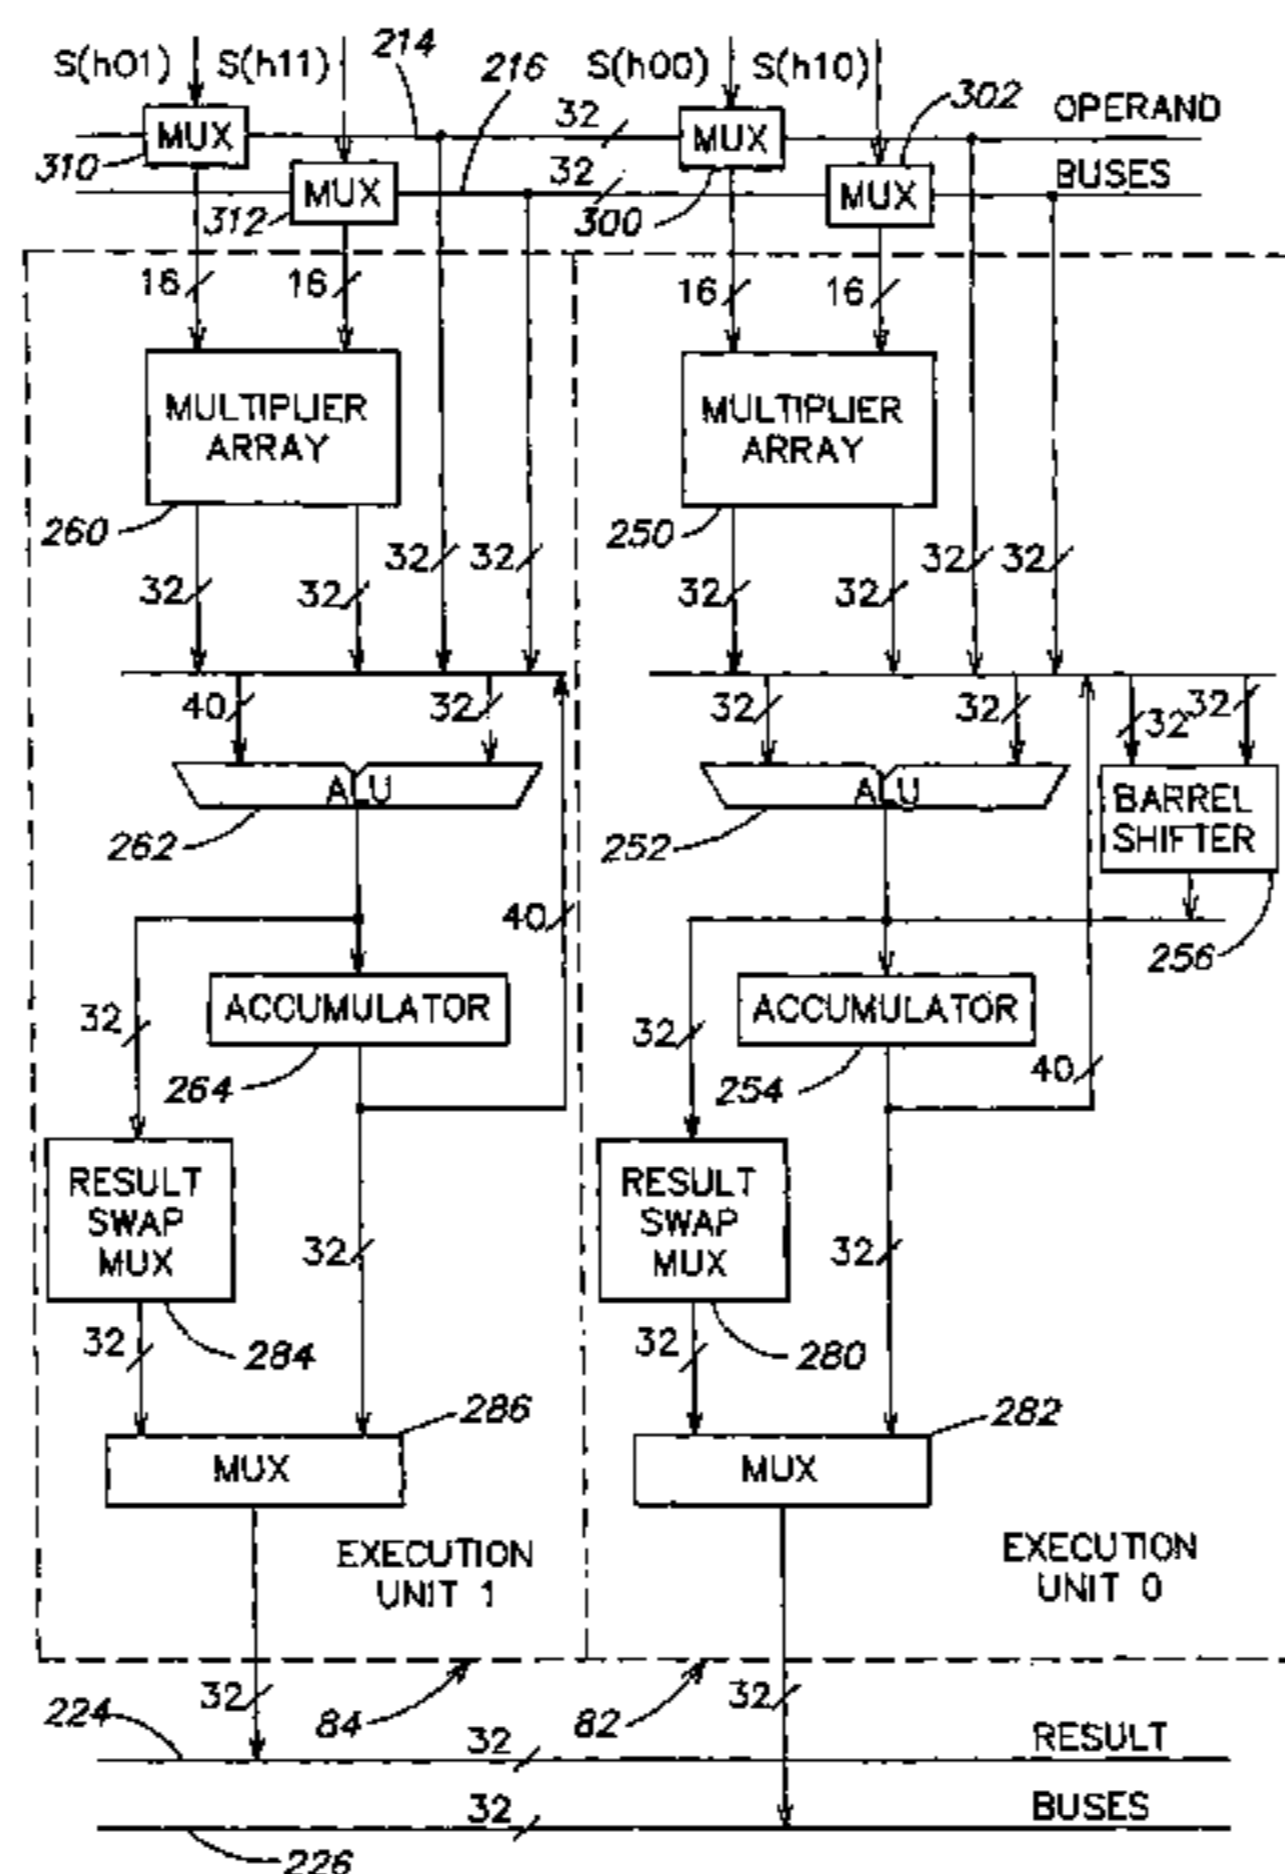 S(h01) S(h11) 214 216 S(h00) S(h10) 302
MUX 32 MUX OPERAND
310
MUX 32 MUX BUSES
312 300
16 16 16 16
MULTIPLIER ARRAY
MULTIPLIER ARRAY
260 250
32 32 32 32
32 32 32 32
40 32 32 32 32 32
ALU ALU BARREL SHIFTER
262 252
40 256
ACCUMULATOR ACCUMULATOR
32 32
264 254 40
RESULT SWAP MUX
RESULT SWAP MUX
32 32
32 284 32 280
286 282
MUX MUX
EXECUTION UNIT 1
EXECUTION UNIT 0
32 84 82 32
224 32 RESULT
32 BUSES
226